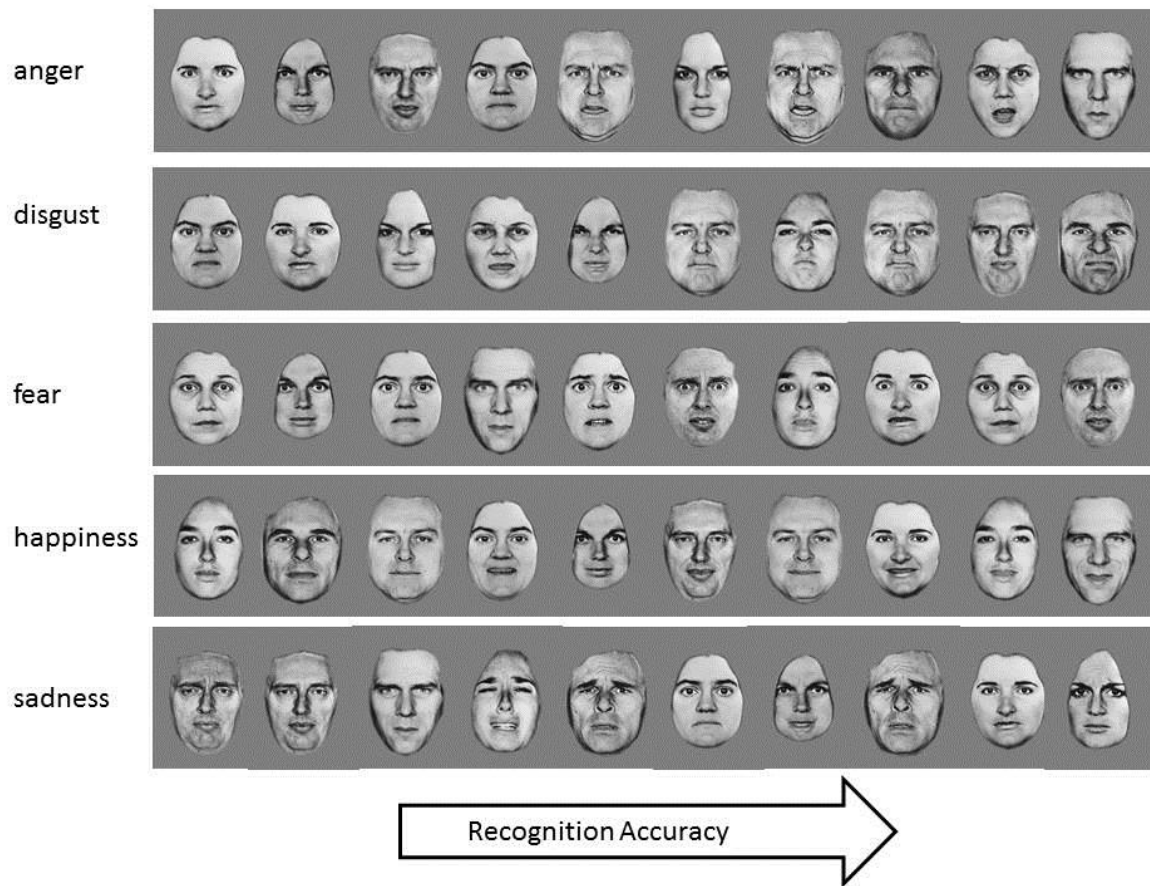 anger
disgust
fear
happiness
sadness
Recognition Accuracy